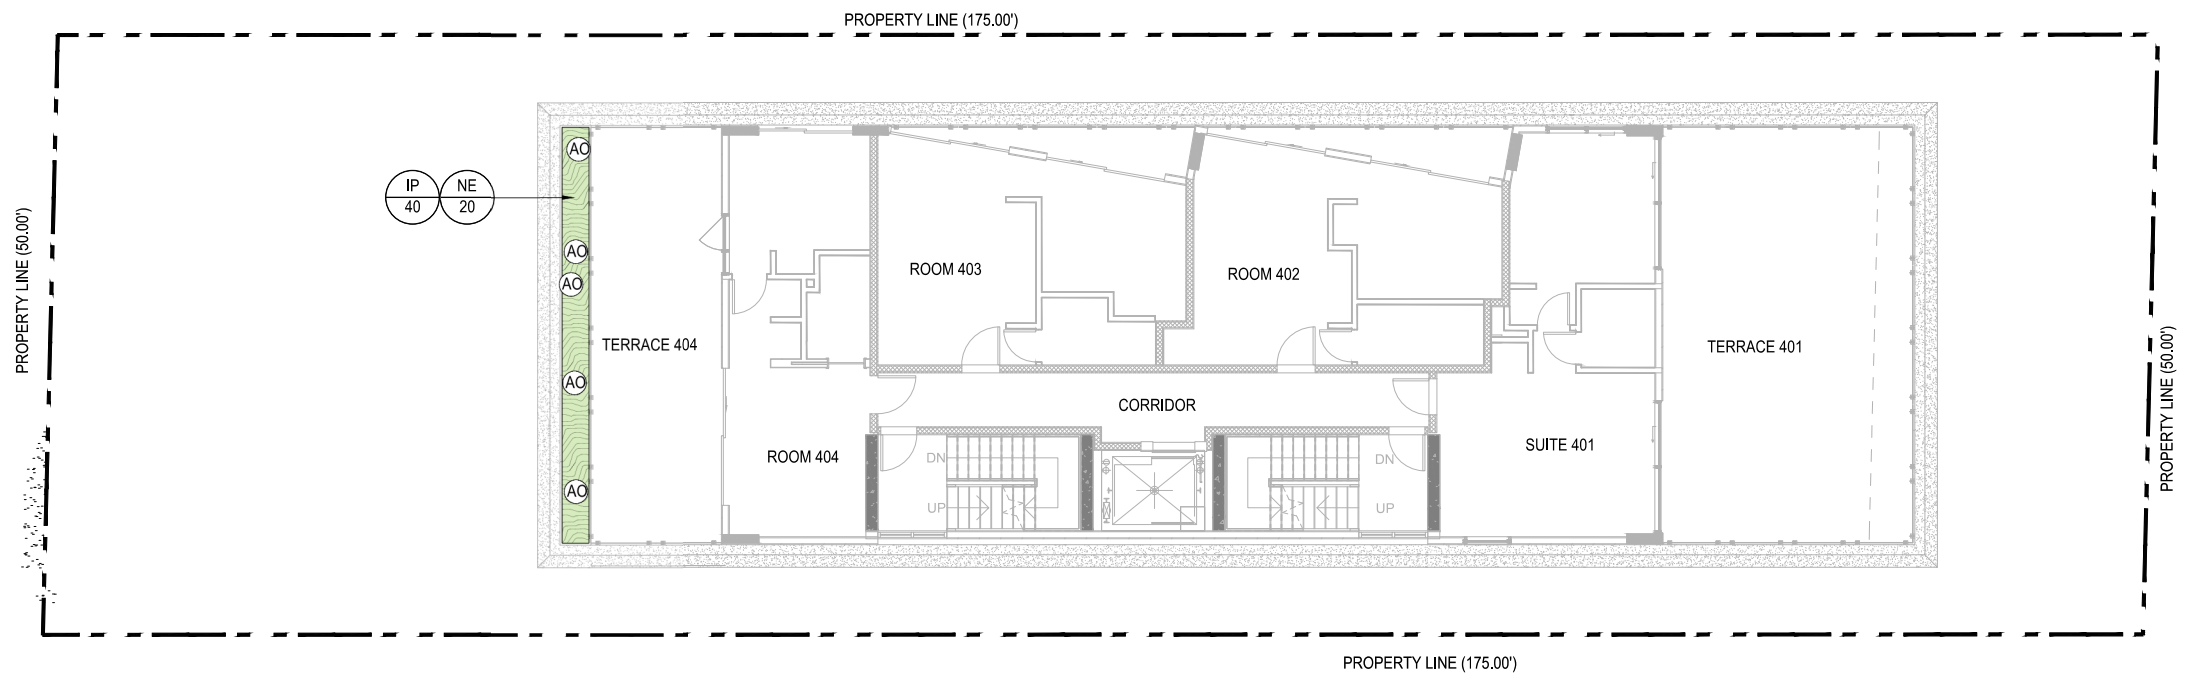 PROPERTY LINE (175.00')
AO
IP
40
NE
20
PROPERTY LINE (50.00')
AO
AO
ROOM 403
ROOM 402
TERRACE 404
TERRACE 401
AO
CORRIDOR
PROPERTY LINE (50.00')
ROOM 404
SUITE 401
DN
DN
AO
UP
UP
PROPERTY LINE (175.00')